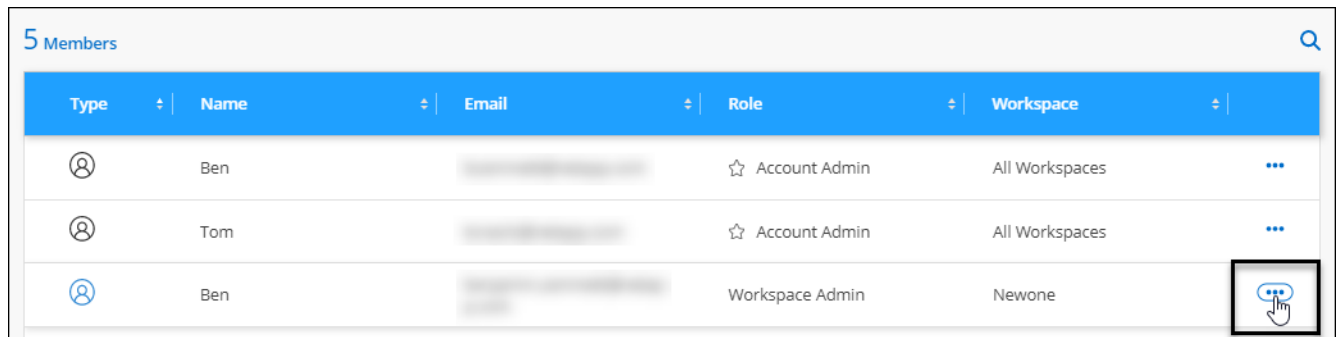 5 Members
Type Name Email Role Workspace
Ben Account Admin All Workspaces
Tom Account Admin All Workspaces
Ben Workspace Admin Newone